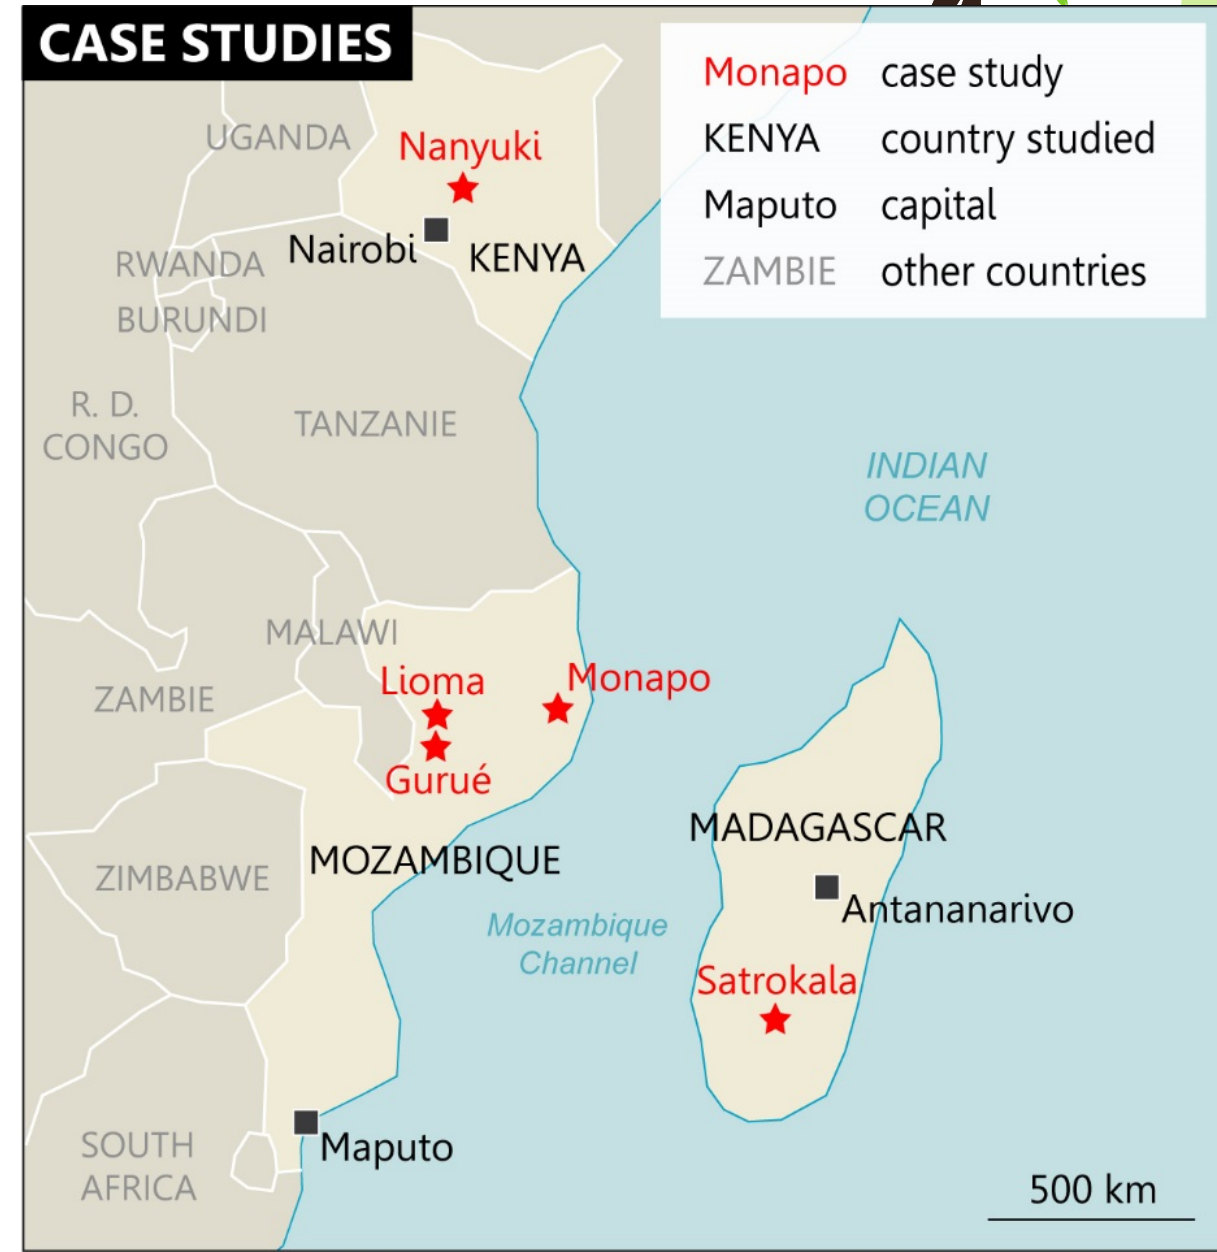 CASE STUDIES
Monapo case study
KENYA country studied
Maputo capital
ZAMBIE other countries
UGANDA
Nanyuki
Nairobi
KENYA
RWANDA
BURUNDI
R. D.
CONGO
TANZANIE
INDIAN
OCEAN
MALAWI
Lioma
Monapo
ZAMBIE
Gurué
MADAGASCAR
MOZAMBIQUE
ZIMBABWE
Antananarivo
Mozambique
Channel
Satrokala
SOUTH
AFRICA
Maputo
500 km